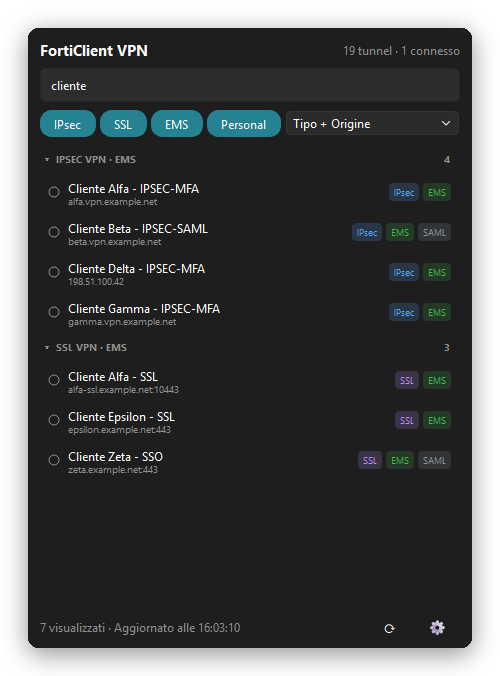 FortiClient VPN 19 tunnel · 1 connesso
cliente
IPsec SSL EMS Personal Tipo + Origine
IPSEC VPN · EMS 4
Cliente Alfa - IPSEC-MFA IPsec EMS
alfa.vpn.example.net
Cliente Beta - IPSEC-SAML IPsec EMS SAML
beta.vpn.example.net
Cliente Delta - IPSEC-MFA IPsec EMS
198.51.100.42
Cliente Gamma - IPSEC-MFA IPsec EMS
gamma.vpn.example.net
SSL VPN · EMS 3
Cliente Alfa - SSL SSL EMS
alfa-ssl.example.net:10443
Cliente Epsilon - SSL SSL EMS
epsilon.example.net:443
Cliente Zeta - SSO SSL EMS SAML
zeta.example.net:443
7 visualizzati · Aggiornato alle 16:03:10